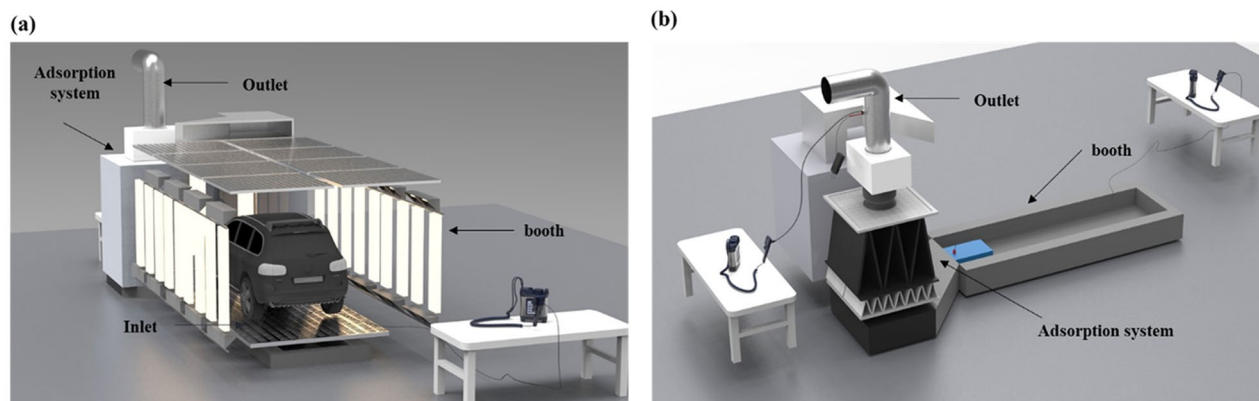 (a)
Adsorption
system
Outlet
booth
Inlet
(b)
Outlet
booth
Adsorption system